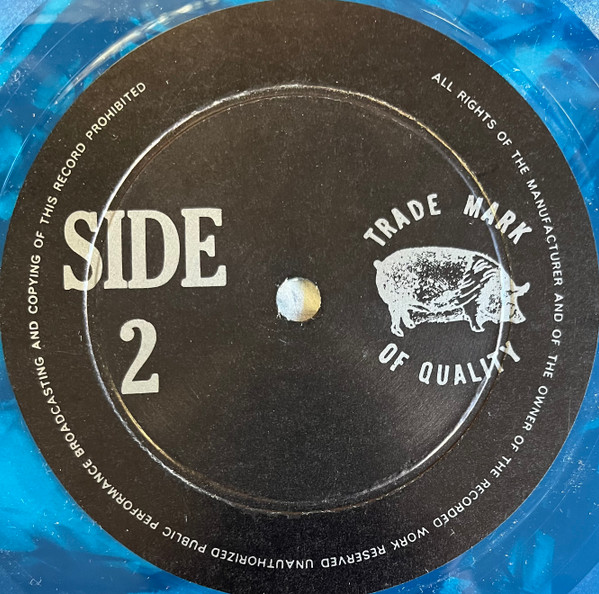 SIDE
2
TRADE MARK
OF QUALITY
ALL RIGHTS OF THE MANUFACTURER AND OF THE OWNER OF THE RECORDED WORK RESERVED UNAUTHORIZED PUBLIC PERFORMANCE BROADCASTING AND COPYING OF THIS RECORD PROHIBITED